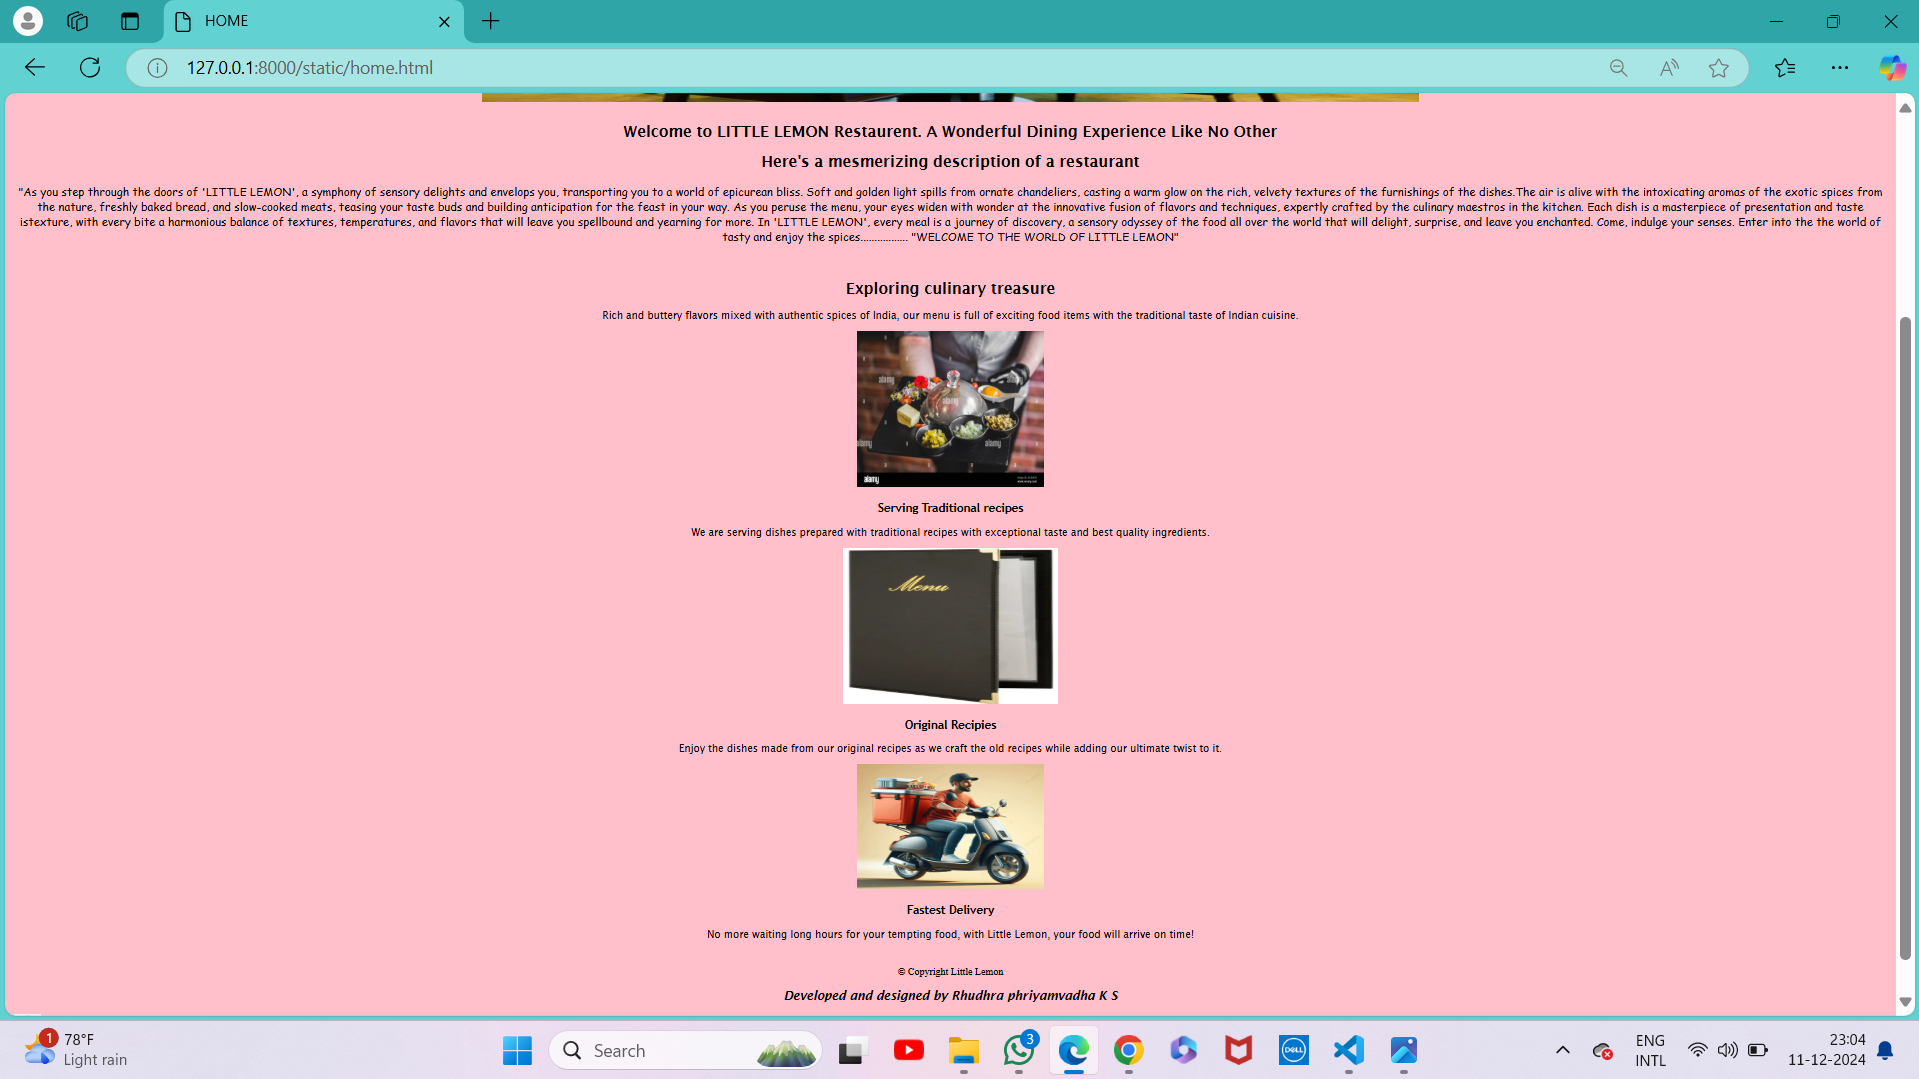 HOME
127.0.0.1:8000/static/home.html
Welcome to LITTLE LEMON Restaurent. A Wonderful Dining Experience Like No Other
Here's a mesmerizing description of a restaurant
"As you step through the doors of 'LITTLE LEMON', a symphony of sensory delights and envelops you, transporting you to a world of epicurean bliss. Soft and golden light spills from ornate chandeliers, casting a warm glow on the rich, velvety textures of the furnishings of the dishes.The air is alive with the intoxicating aromas of the exotic spices from
the nature, freshly baked bread, and slow-cooked meats, teasing your taste buds and building anticipation for the feast in your way. As you peruse the menu, your eyes widen with wonder at the innovative fusion of flavors and techniques, expertly crafted by the culinary maestros in the kitchen. Each dish is a masterpiece of presentation and taste
istexture, with every bite a harmonious balance of textures, temperatures, and flavors that will leave you spellbound and yearning for more. In 'LITTLE LEMON', every meal is a journey of discovery, a sensory odyssey of the food all over the world that will delight, surprise, and leave you enchanted. Come, indulge your senses. Enter into the the world of
tasty and enjoy the spices................. "WELCOME TO THE WORLD OF LITTLE LEMON"
Exploring culinary treasure
Rich and buttery flavors mixed with authentic spices of India, our menu is full of exciting food items with the traditional taste of Indian cuisine.
alamy
alamy
alamy
alamy
alamy
alamy
Serving Traditional recipes
We are serving dishes prepared with traditional recipes with exceptional taste and best quality ingredients.
Menu
Original Recipies
Enjoy the dishes made from our original recipes as we craft the old recipes while adding our ultimate twist to it.
Fastest Delivery
No more waiting long hours for your tempting food, with Little Lemon, your food will arrive on time!
© Copyright Little Lemon
Developed and designed by Rhudhra phriyamvadha K S
1
78°F
Light rain
Search
3
DELL
ENG
INTL
23:04
11-12-2024